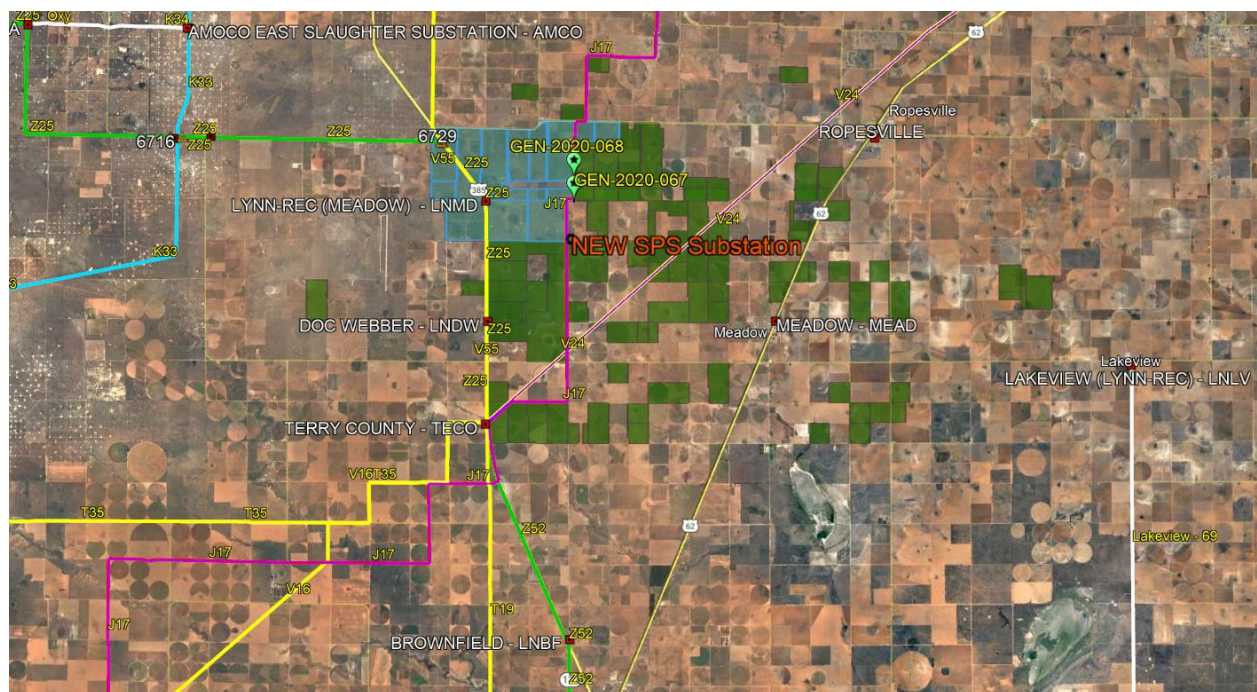 Z25 Oxy
K34
A
AMOCO EAST SLAUGHTER SUBSTATION - AMCO
J17
62
K33
V24
Ropesville
Z25
Z25
Z25
6716
Z25
6729
ROPESVILLE
V55
GEN-2020-068
Z25
GEN-2020-067
385
Z25
LYNN-REC (MEADOW) - LNMD
J17
V24
62
NEW SPS Substation
K33
Z25
3
DOC WEBBER - LNDW
Z25
Meadow
MEADOW - MEAD
V55
V24
Lakeview
Z25
LAKEVIEW (LYNN-REC) - LNLV
J17
TERRY COUNTY - TECO
V16T35
J17
T35
T35
Z52
62
Lakeview - 69
J17
J17
V16
J17
T19
Z52
BROWNFIELD - LNBF
Z52